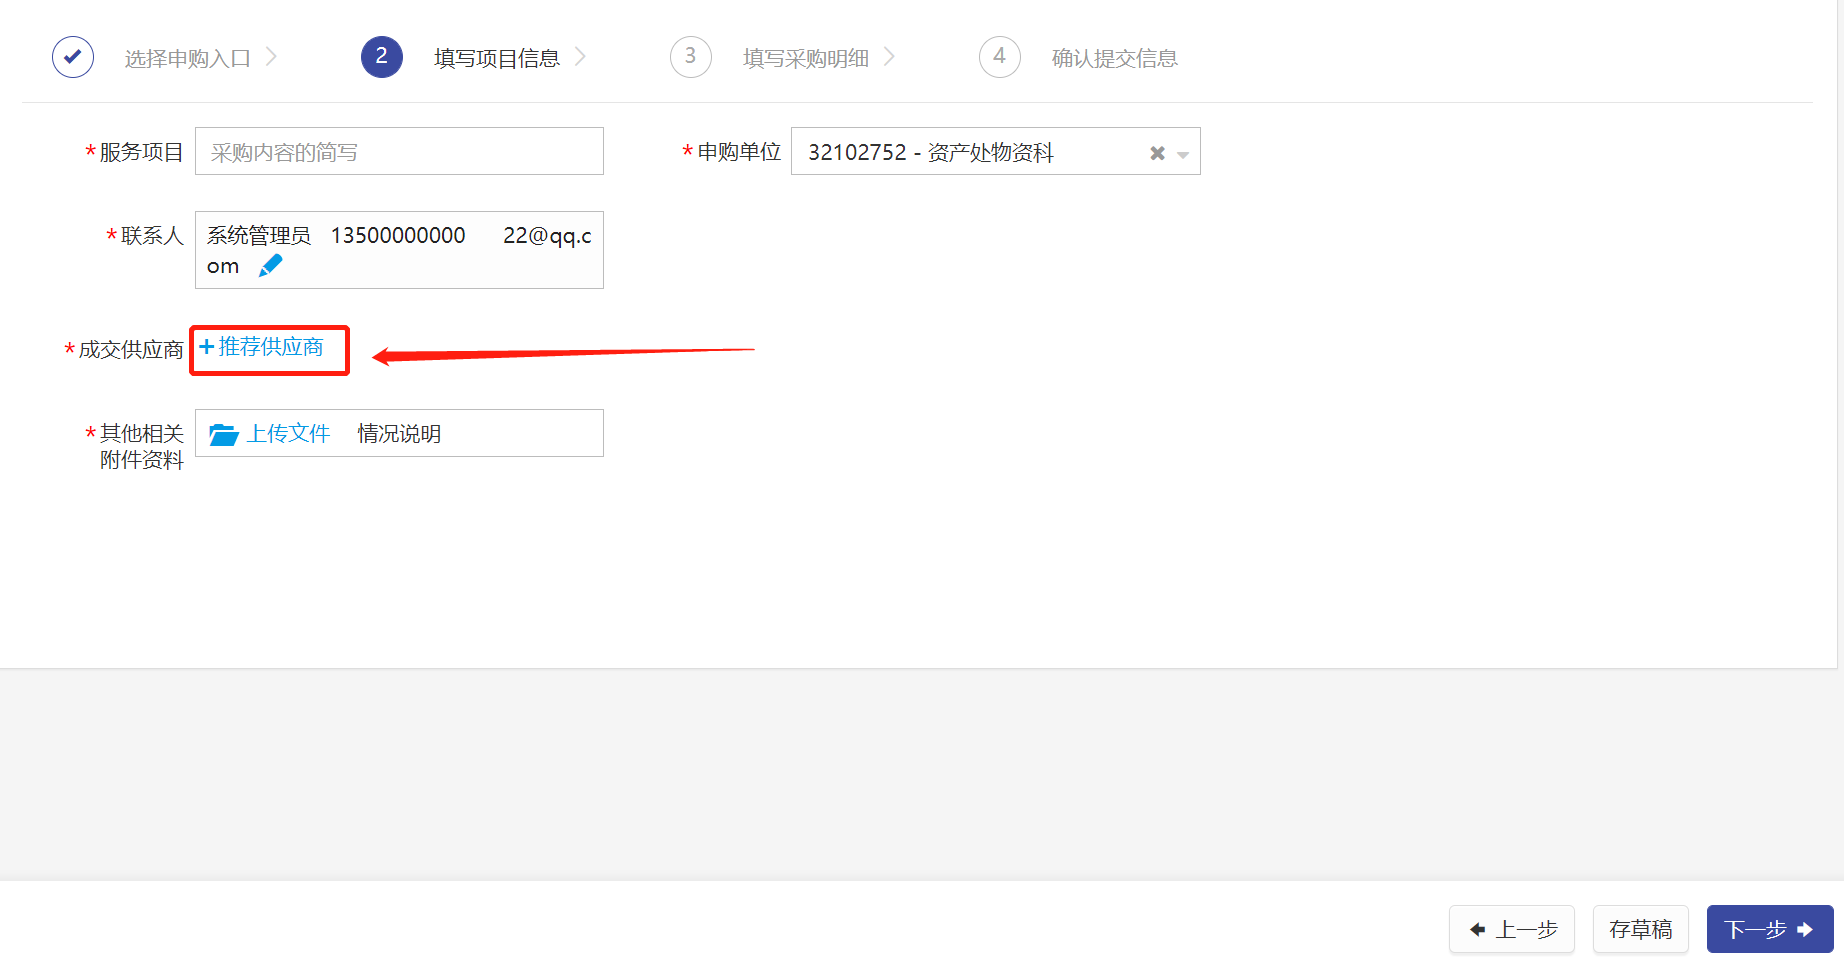 选择申购入口
2 填写项目信息
3 填写采购明细
4 确认提交信息
*服务项目 采购内容的简写
*申购单位 32102752 - 资产处物资科
*联系人 系统管理员 13500000000 22@qq.c
om
*成交供应商 +推荐供应商
*其他相关 上传文件 情况说明
附件资料
上一步 存草稿 下一步